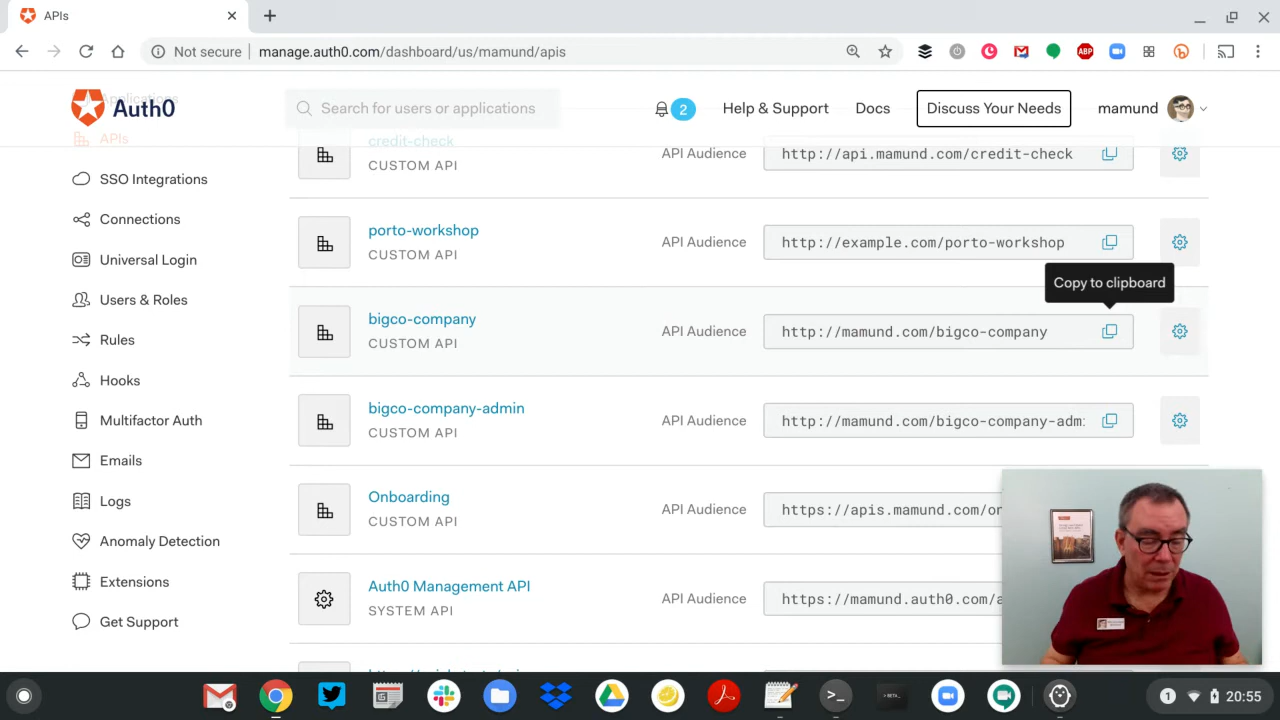 APIs
Not secure
manage.auth0.com/dashboard/us/mamund/apis
ABP
Applications
Auth0
Search for users or applications
2
Help & Support
Docs
Discuss Your Needs
mamund
APIs
SSO Integrations
Connections
Universal Login
Users & Roles
Rules
Hooks
Multifactor Auth
Emails
Logs
Anomaly Detection
Extensions
Get Support
credit-check
CUSTOM API
API Audience
http://api.mamund.com/credit-check
porto-workshop
CUSTOM API
API Audience
http://example.com/porto-workshop
Copy to clipboard
bigco-company
CUSTOM API
API Audience
http://mamund.com/bigco-company
bigco-company-admin
CUSTOM API
API Audience
http://mamund.com/bigco-company-adm
Onboarding
CUSTOM API
API Audience
https://apis.mamund.com/on
Auth0 Management API
SYSTEM API
API Audience
https://mamund.auth0.com/a
BETA
1
20:55